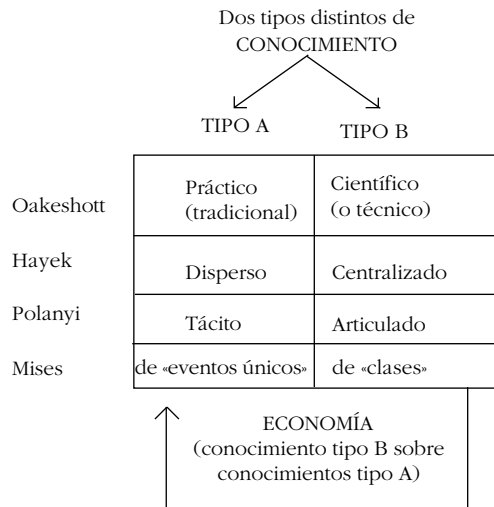 Dos tipos distintos de
CONOCIMIENTO
TIPO A TIPO B
Oakeshott Práctico Científico
(tradicional) (o técnico)
Hayek Disperso Centralizado
Polanyi Tácito Articulado
Mises de «eventos únicos» de «clases»
ECONOMÍA
(conocimiento tipo B sobre
conocimientos tipo A)